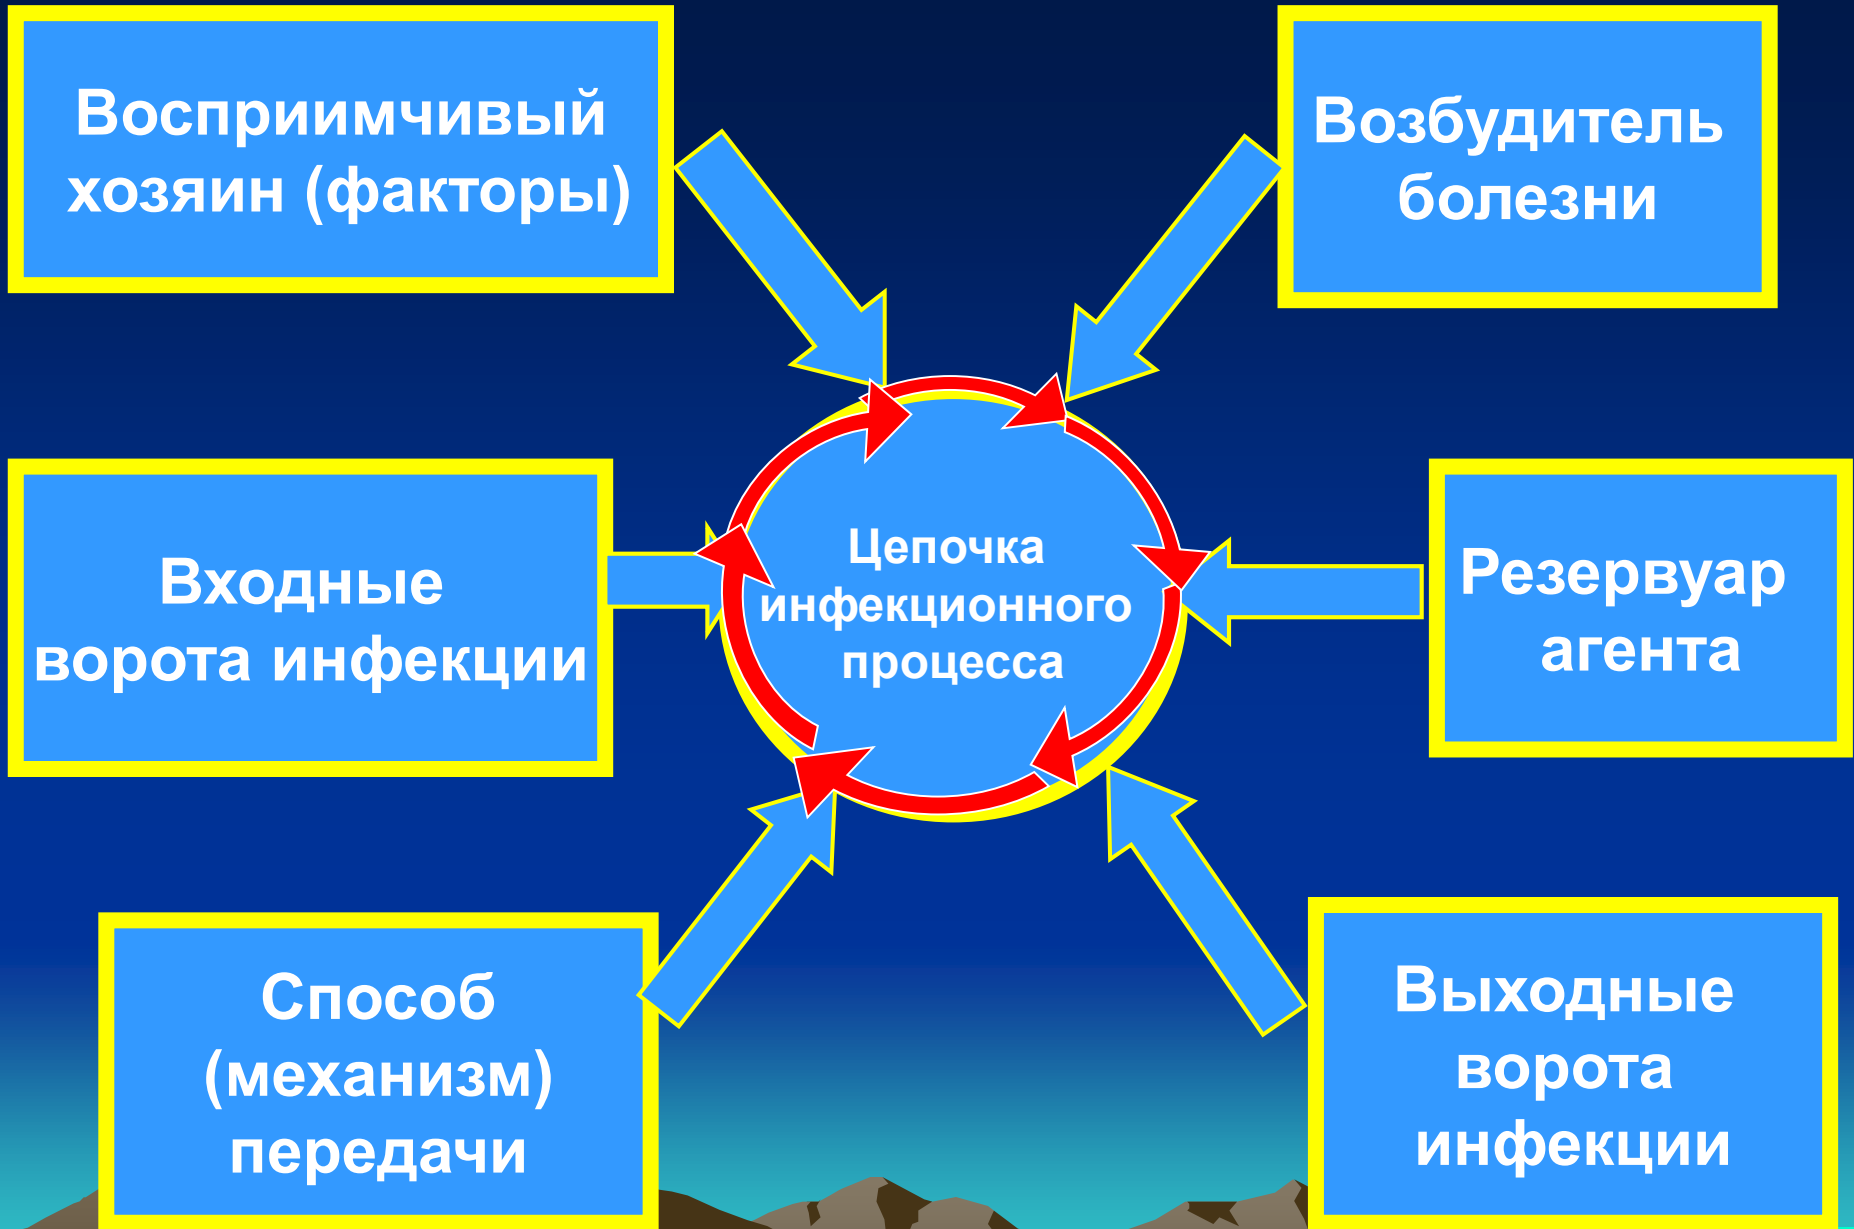 Восприимчивый
хозяин (факторы)
Возбудитель
болезни
Входные
ворота инфекции
Цепочка
инфекционного
процесса
Резервуар
агента
Способ
(механизм)
передачи
Выходные
ворота
инфекции